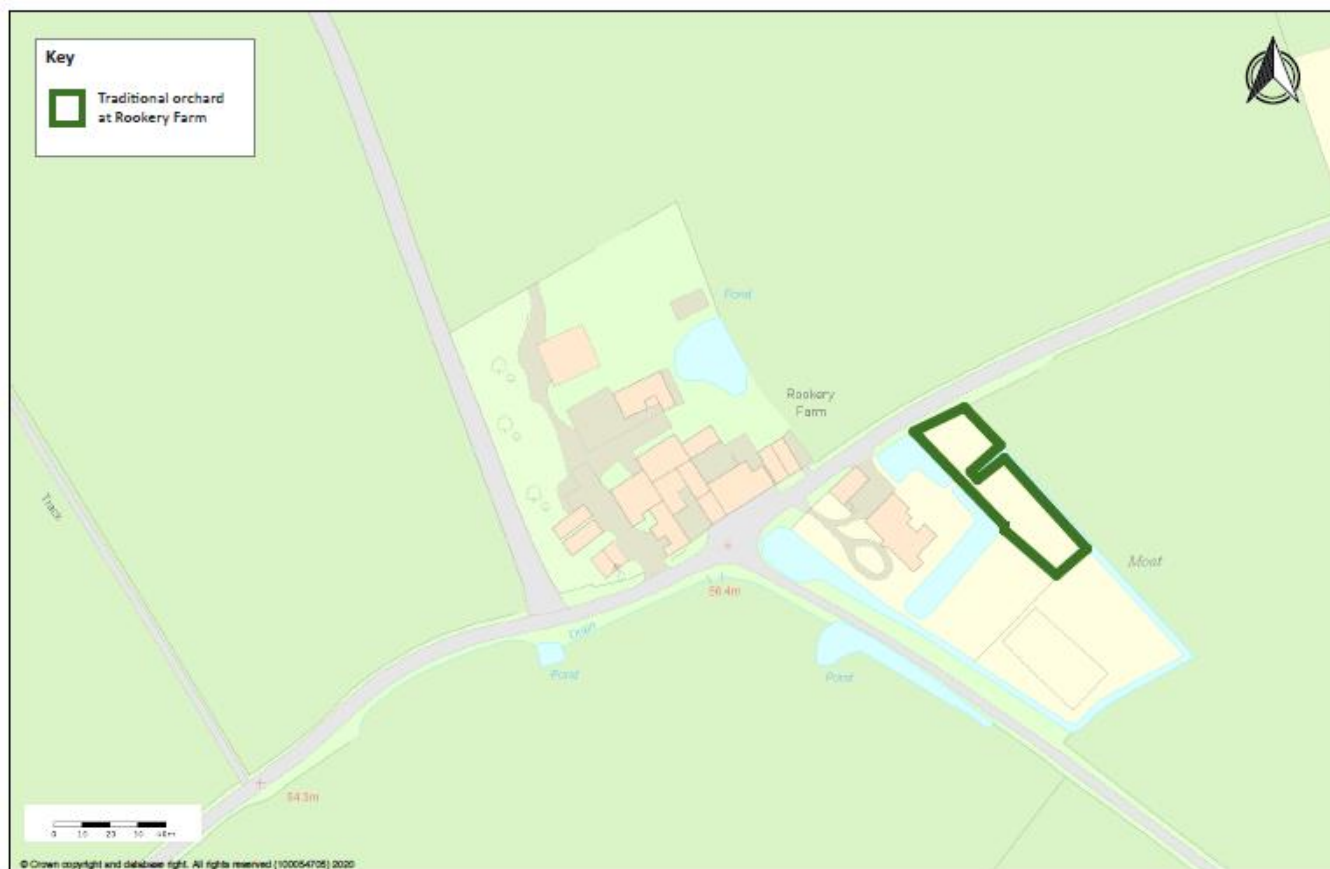 Key
Traditional orchard
at Rookery Farm
Pond
Rookery
Farm
Track
Moat
56.4m
Drain
Pond
Pond
54.3m
0 10 20 30 40m
© Crown copyright and database right. All rights reserved (100054705) 2020